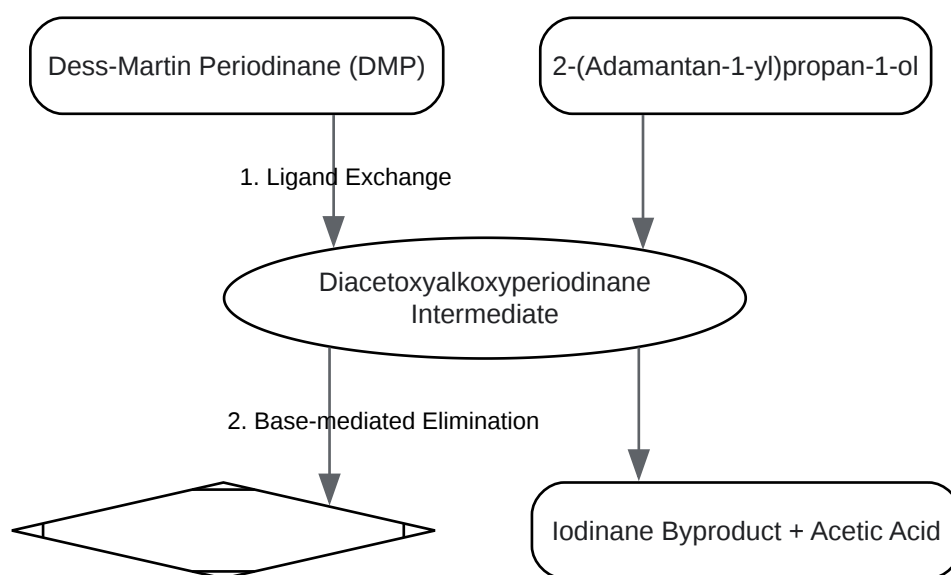 Dess-Martin Periodinane (DMP)
2-(Adamantan-1-yl)propan-1-ol
1. Ligand Exchange
Diacetoxyalkoxyperiodinane
Intermediate
2. Base-mediated Elimination
Iodinane Byproduct + Acetic Acid